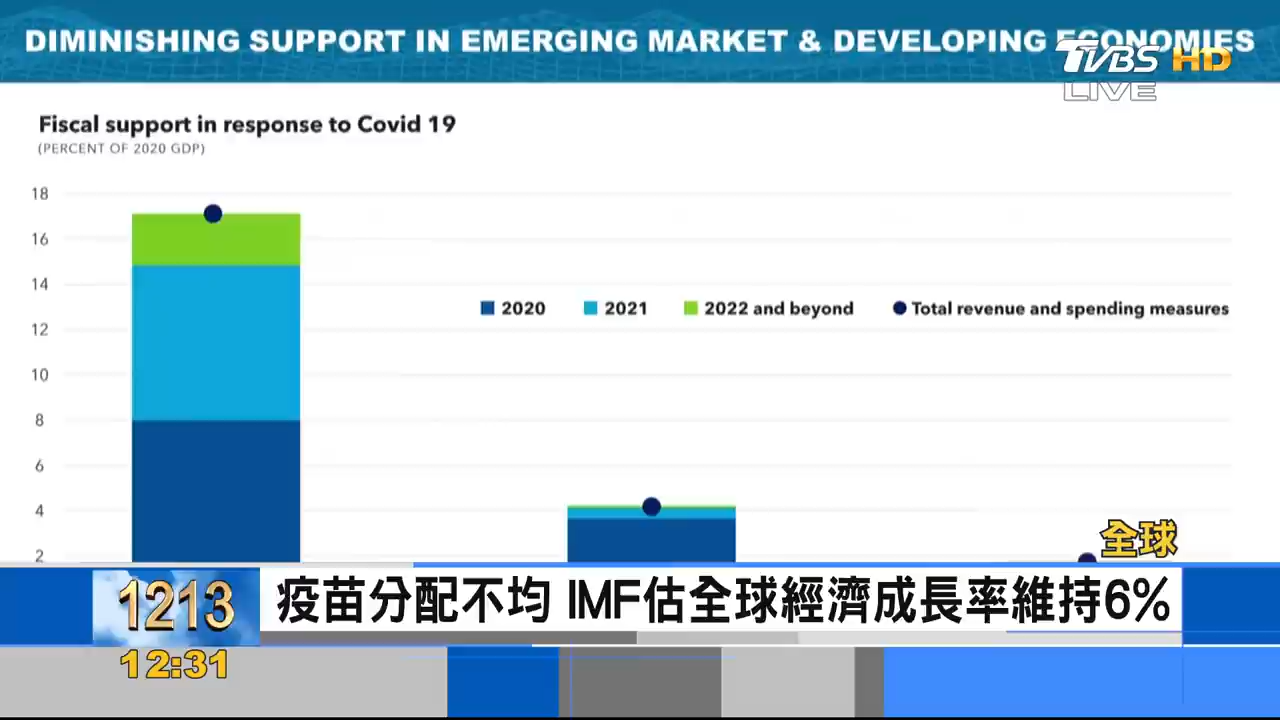 DIMINISHING SUPPORT IN EMERGING MARKET & DEVELOPING ECONOMIES
TVBS HD
LIVE
Fiscal support in response to Covid 19
(PERCENT OF 2020 GDP)
18
16
14
2020 2021 2022 and beyond Total revenue and spending measures
12
10
8
6
4
2
全球
1213 疫苗分配不均 IMF估全球經濟成長率維持6%
12:31